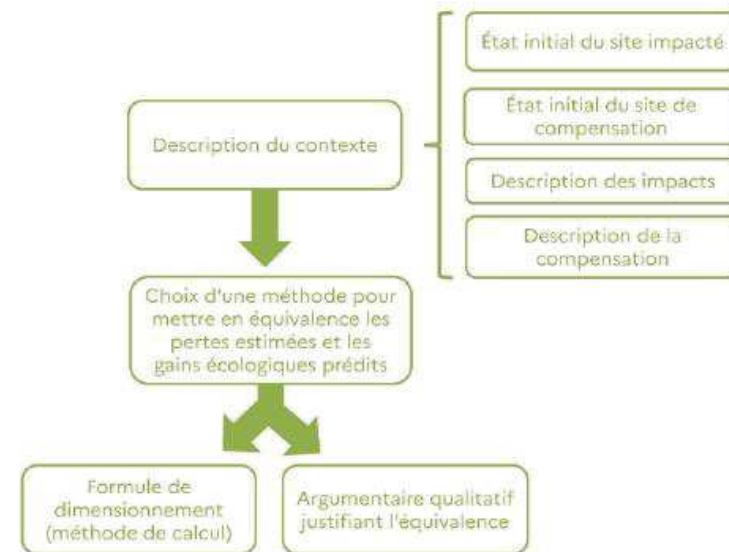 Description du contexte
État initial du site impacté
État initial du site de
compensation
Description des impacts
Description de la
compensation
Choix d'une méthode pour
mettre en équivalence les
pertes estimées et les
gains écologiques prédits
Formule de
dimensionnement
(méthode de calcul)
Argumentaire qualitatif
justifiant l'équivalence